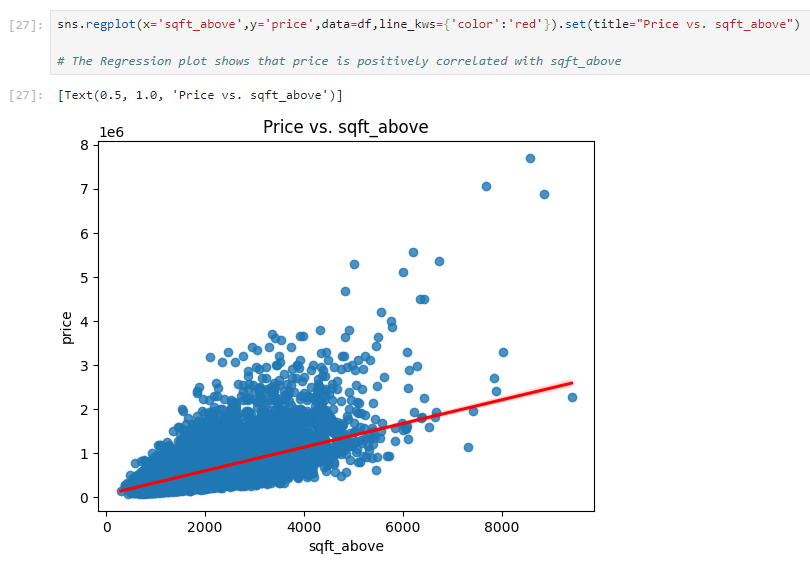 [27]: sns.regplot(x='sqft_above',y='price',data=df,line_kws={'color':'red'}).set(title="Price vs. sqft_above")
# The Regression plot shows that price is positively correlated with sqft_above
[27]: [Text(0.5, 1.0, 'Price vs. sqft_above')]
Price vs. sqft_above
1e6
8
7
6
5
4
3
2
1
0
price
0 2000 4000 6000 8000
sqft_above